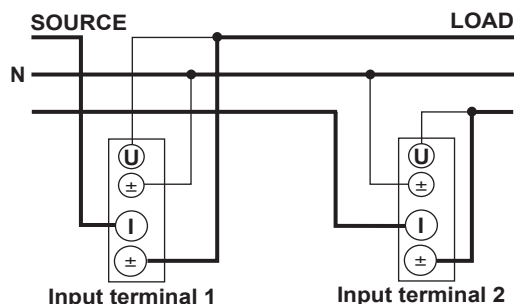 SOURCE LOAD
N
U U
± ±
I I
± ±
Input terminal 1 Input terminal 2